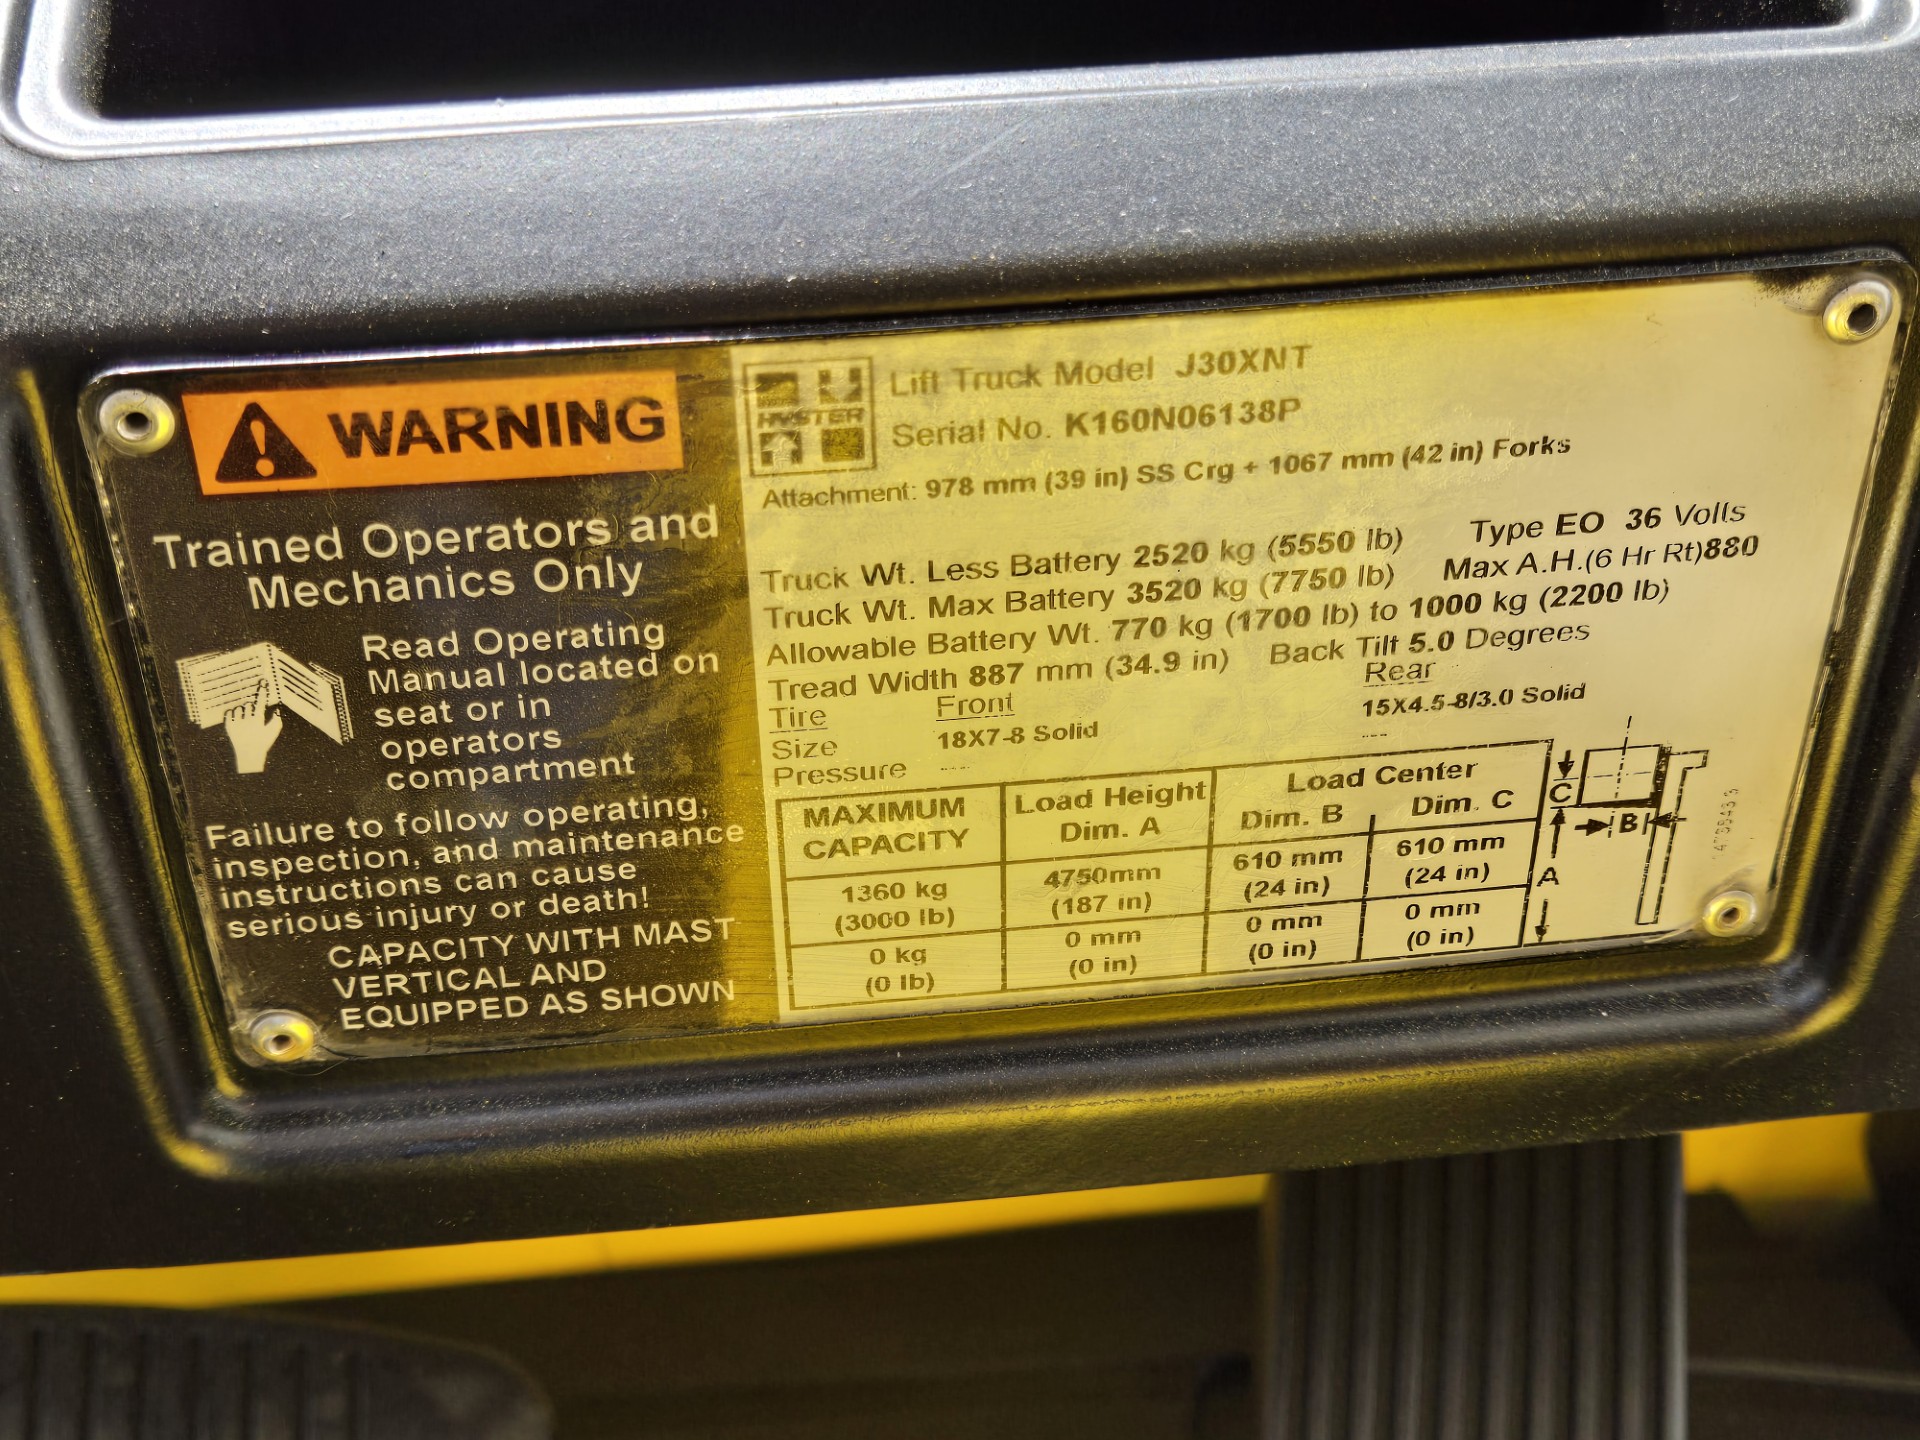 WARNING
Trained Operators and
Mechanics Only
Read Operating
Manual located on
seat or in
operators
compartment
Failure to follow operating,
inspection, and maintenance
instructions can cause
serious injury or death!
CAPACITY WITH MAST
VERTICAL AND
EQUIPPED AS SHOWN
HYSTER
Lift Truck Model J30XNT
Serial No. K160N06138P
Attachment: 978 mm (39 in) SS Crg + 1067 mm (42 in) Forks
Truck Wt. Less Battery 2520 kg (5550 lb) Type EO 36 Volts
Truck Wt. Max Battery 3520 kg (7750 lb) Max A.H.(6 Hr Rt)880
Allowable Battery Wt. 770 kg (1700 lb) to 1000 kg (2200 lb)
Tread Width 887 mm (34.9 in) Back Tilt 5.0 Degrees
Tire Front Rear
Size 18X7-8 Solid 15X4.5-8/3.0 Solid
Pressure ---- ----
MAXIMUM CAPACITY Load Height Dim. A Load Center Dim. B Dim. C
1360 kg (3000 lb) 4750mm (187 in) 610 mm (24 in) 610 mm (24 in)
0 kg (0 lb) 0 mm (0 in) 0 mm (0 in) 0 mm (0 in)
C
B
A